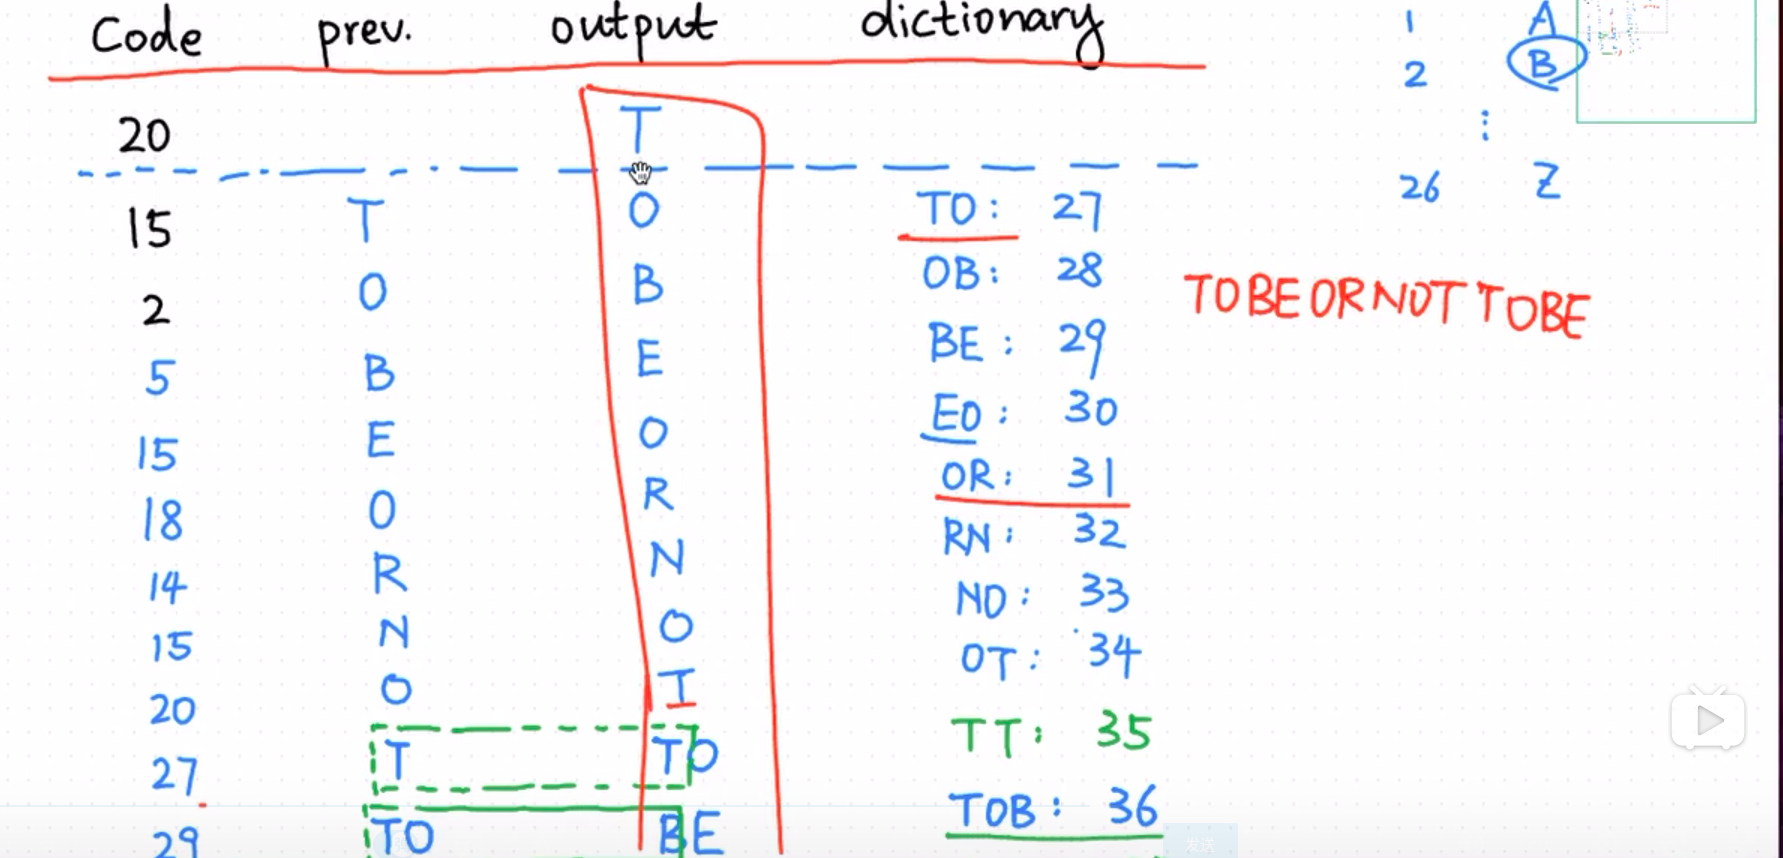 Code prev. output dictionary
1 A
2 B
⋮
26 Z
20 T
15 T O TO: 27
2 O B OB: 28
5 B E BE: 29
15 E O EO: 30
18 O R OR: 31
14 R N RN: 32
15 N O NO: 33
20 O T OT: 34
27 T TO TT: 35
29 TO BE TOB: 36
TOBEORNOTTOBE
发送